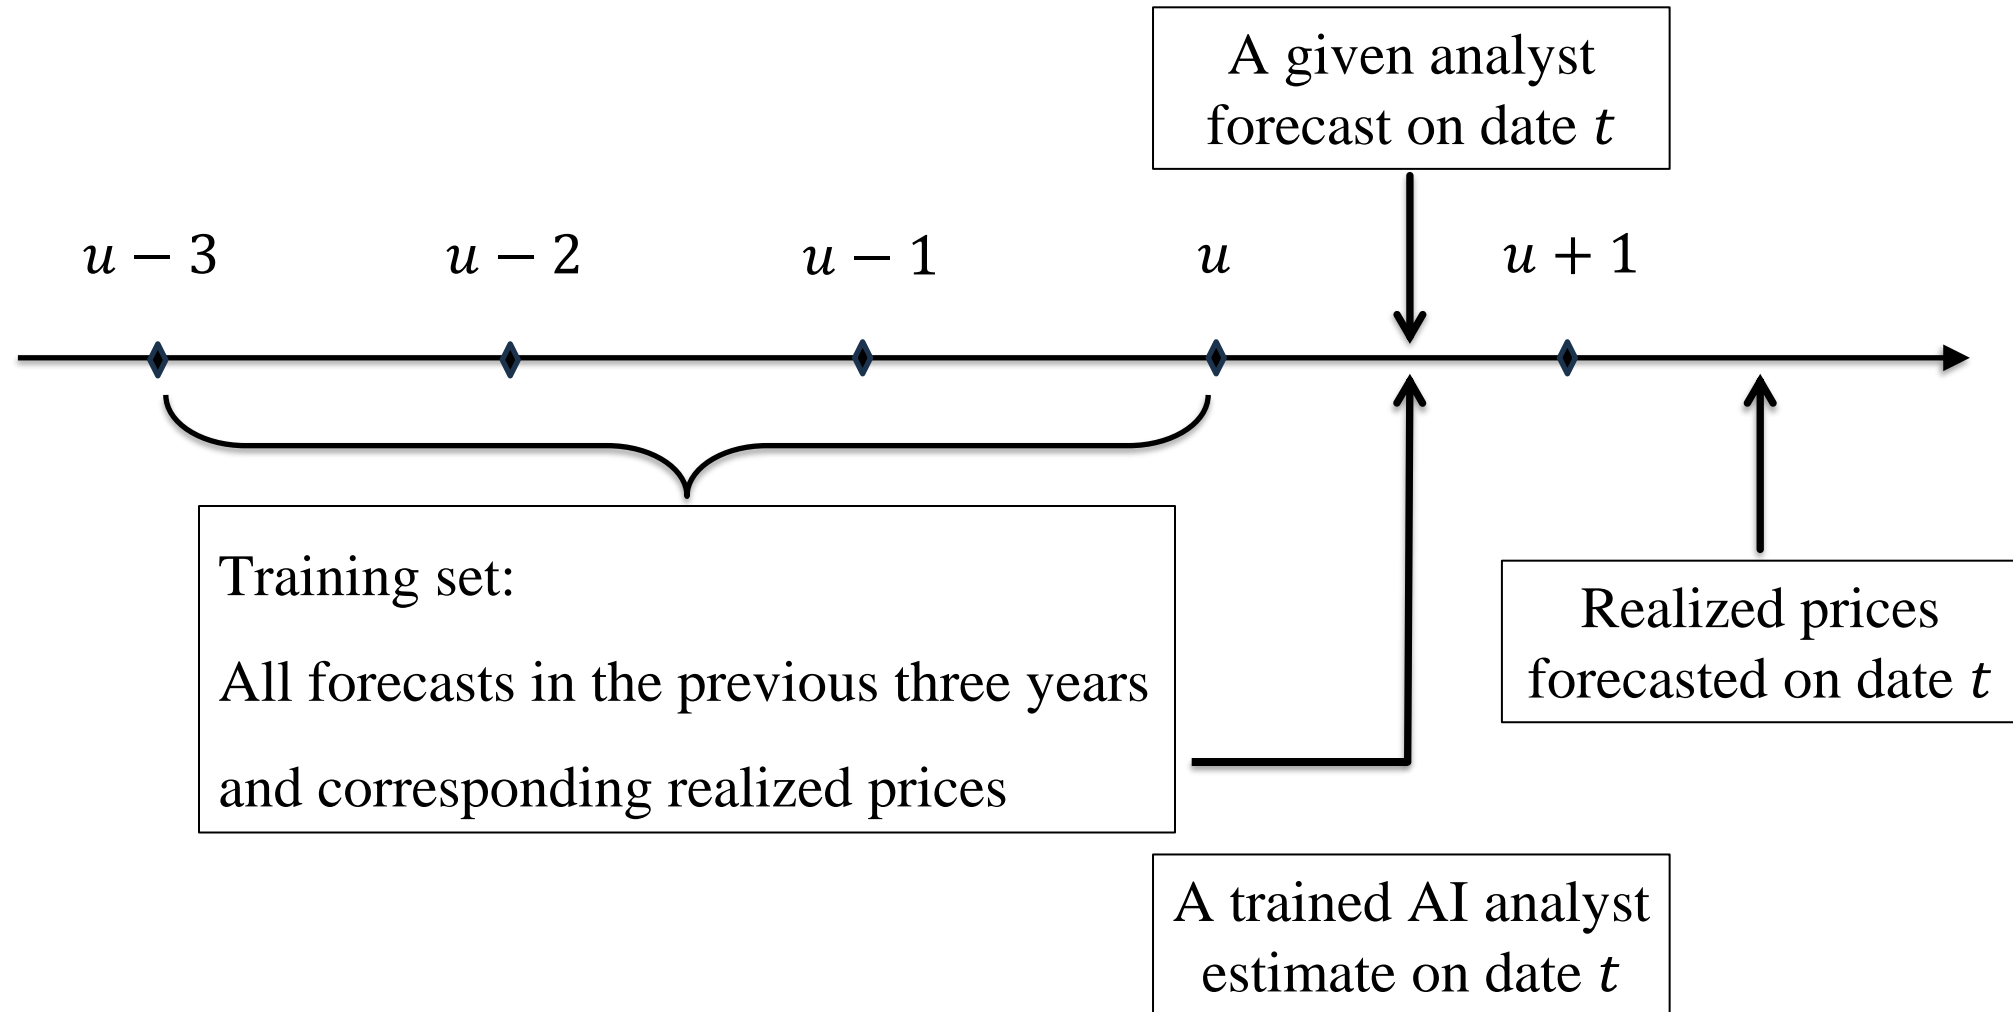 A given analyst
forecast on date t
u − 3
u − 2
u − 1
u
u + 1
Training set:
All forecasts in the previous three years
and corresponding realized prices
Realized prices
forecasted on date t
A trained AI analyst
estimate on date t